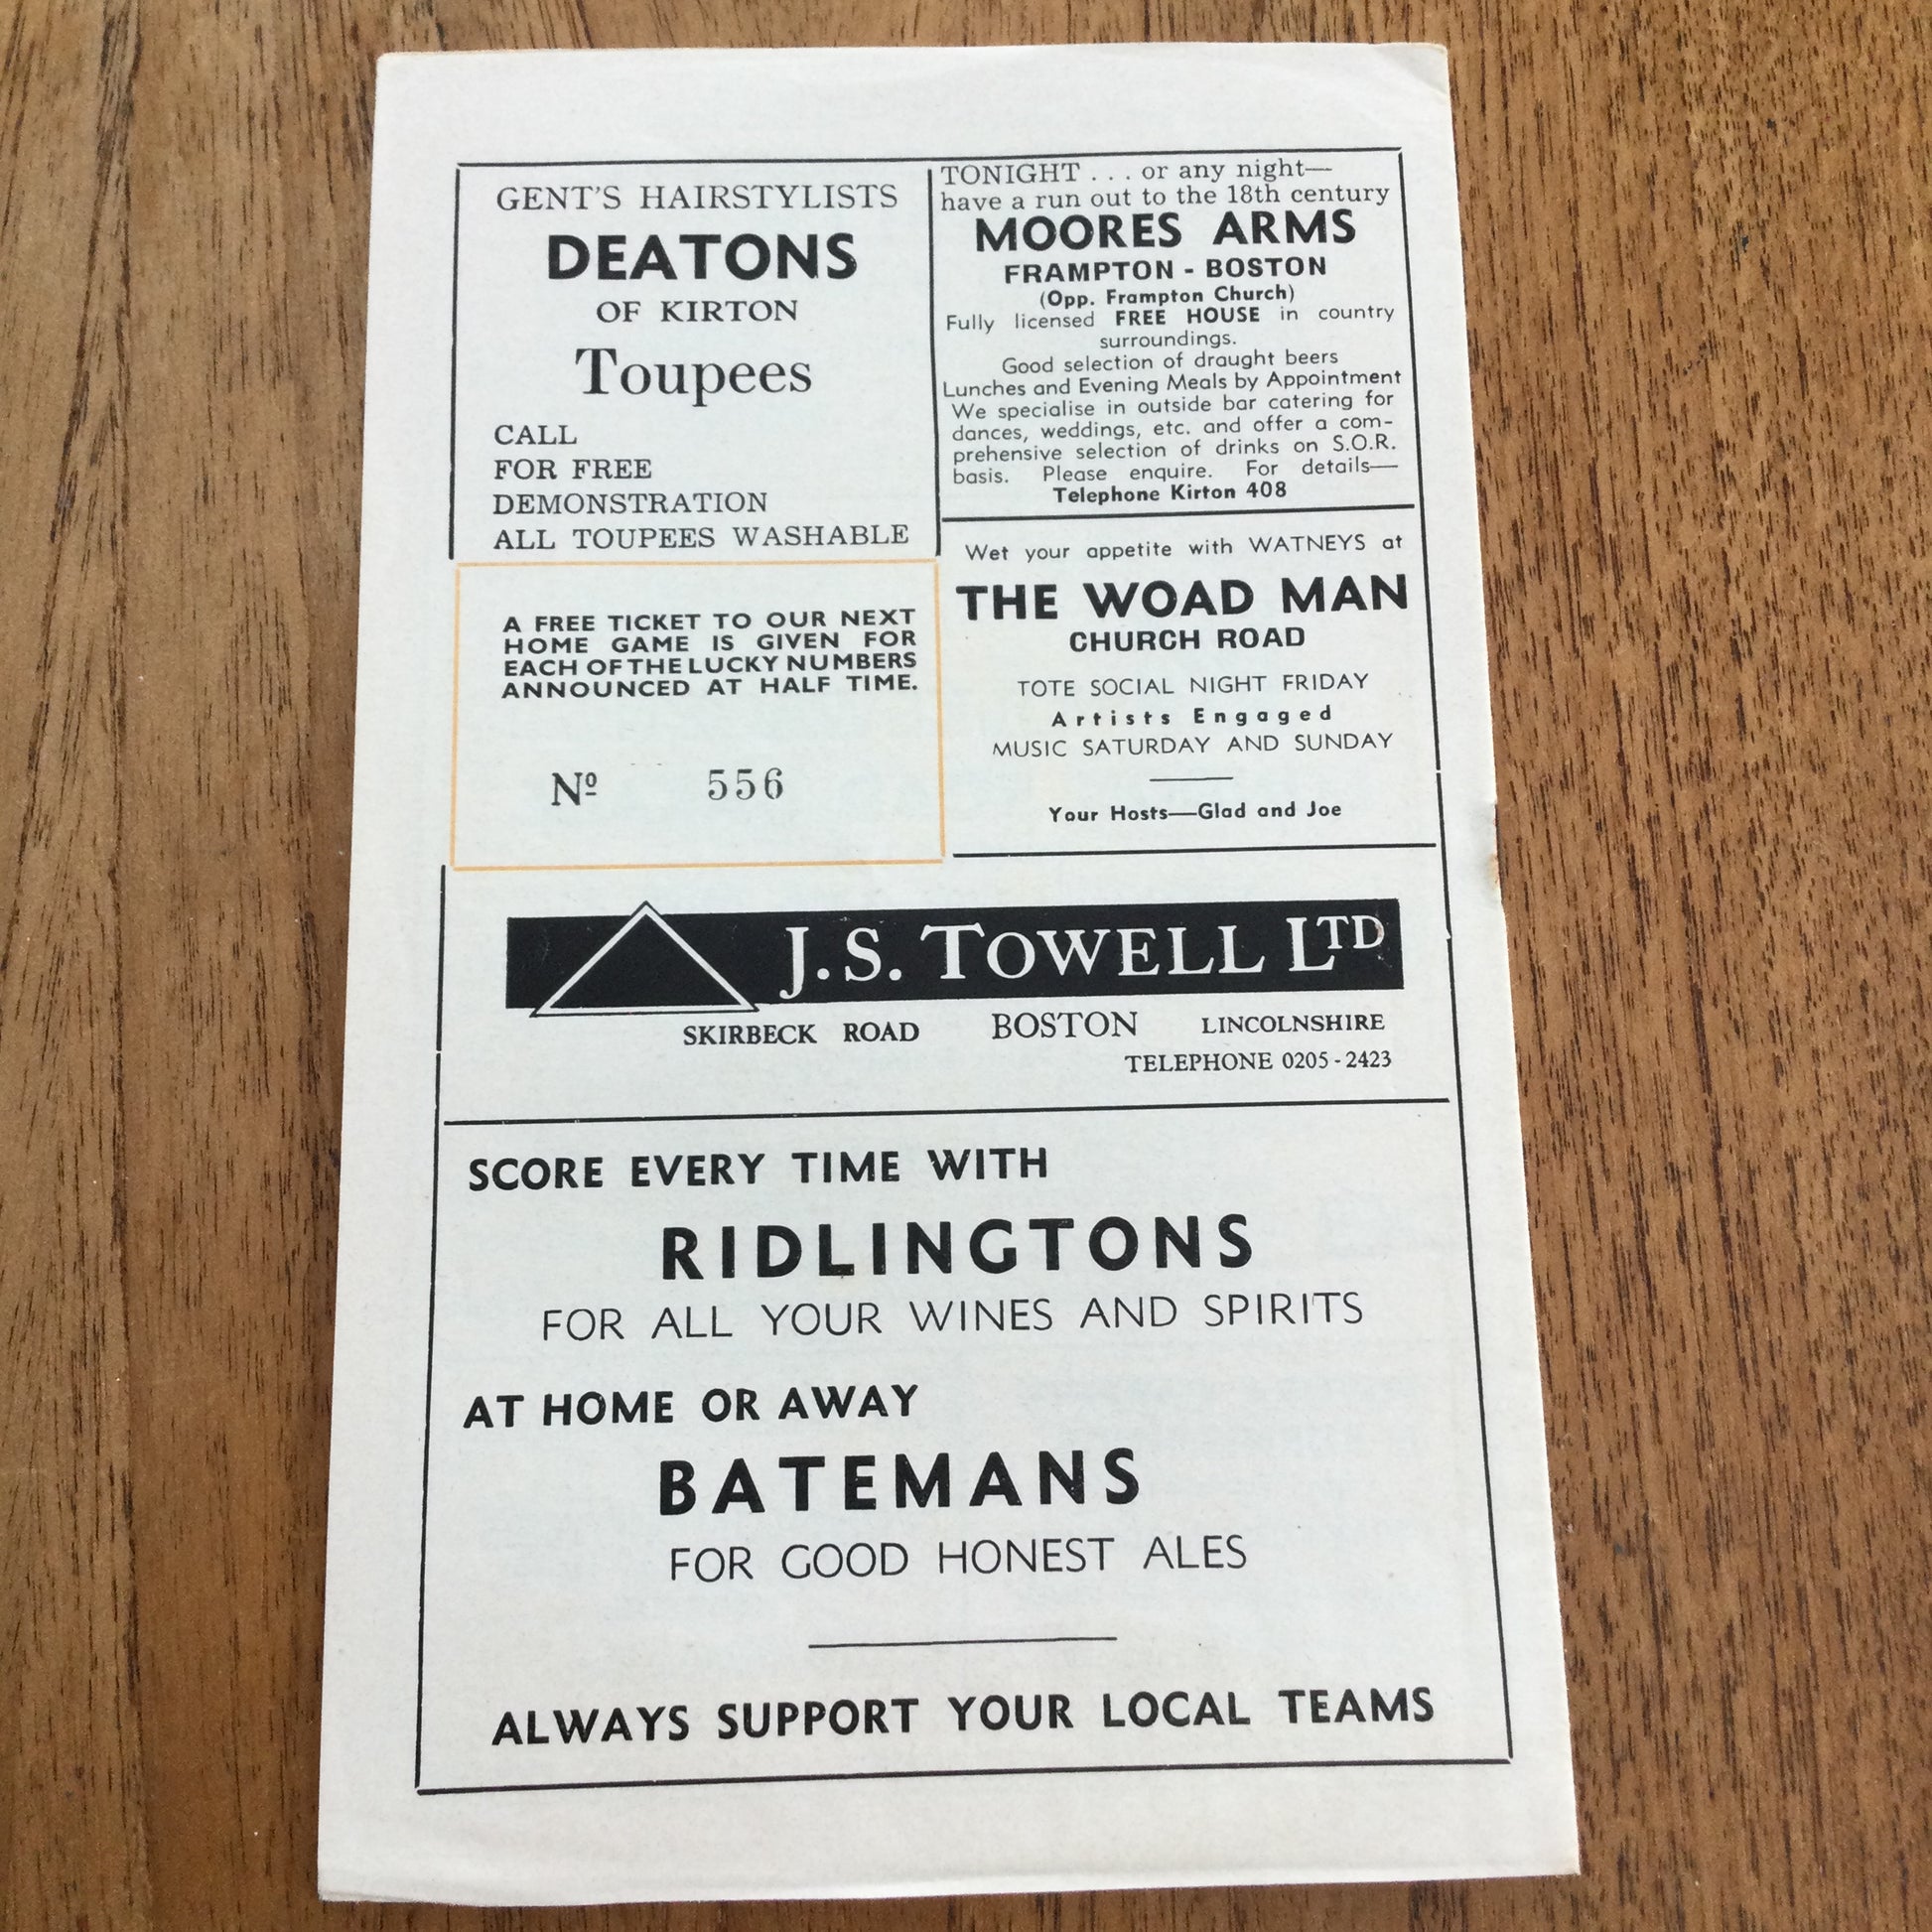 GENT'S HAIRSTYLISTS
DEATONS
OF KIRTON
Toupees
CALL
FOR FREE
DEMONSTRATION
ALL TOUPEES WASHABLE
TONIGHT . . . or any night—
have a run out to the 18th century
MOORES ARMS
FRAMPTON - BOSTON
(Opp. Frampton Church)
Fully licensed FREE HOUSE in country
surroundings.
Good selection of draught beers
Lunches and Evening Meals by Appointment
We specialise in outside bar catering for
dances, weddings, etc. and offer a com-
prehensive selection of drinks on S.O.R.
basis. Please enquire. For details—
Telephone Kirton 408
A FREE TICKET TO OUR NEXT
HOME GAME IS GIVEN FOR
EACH OF THE LUCKY NUMBERS
ANNOUNCED AT HALF TIME.
Nº 556
Wet your appetite with WATNEYS at
THE WOAD MAN
CHURCH ROAD
TOTE SOCIAL NIGHT FRIDAY
Artists Engaged
MUSIC SATURDAY AND SUNDAY
Your Hosts—Glad and Joe
J.S. TOWELL LTD
SKIRBECK ROAD BOSTON LINCOLNSHIRE
TELEPHONE 0205-2423
SCORE EVERY TIME WITH
RIDLINGTONS
FOR ALL YOUR WINES AND SPIRITS
AT HOME OR AWAY
BATEMANS
FOR GOOD HONEST ALES
ALWAYS SUPPORT YOUR LOCAL TEAMS